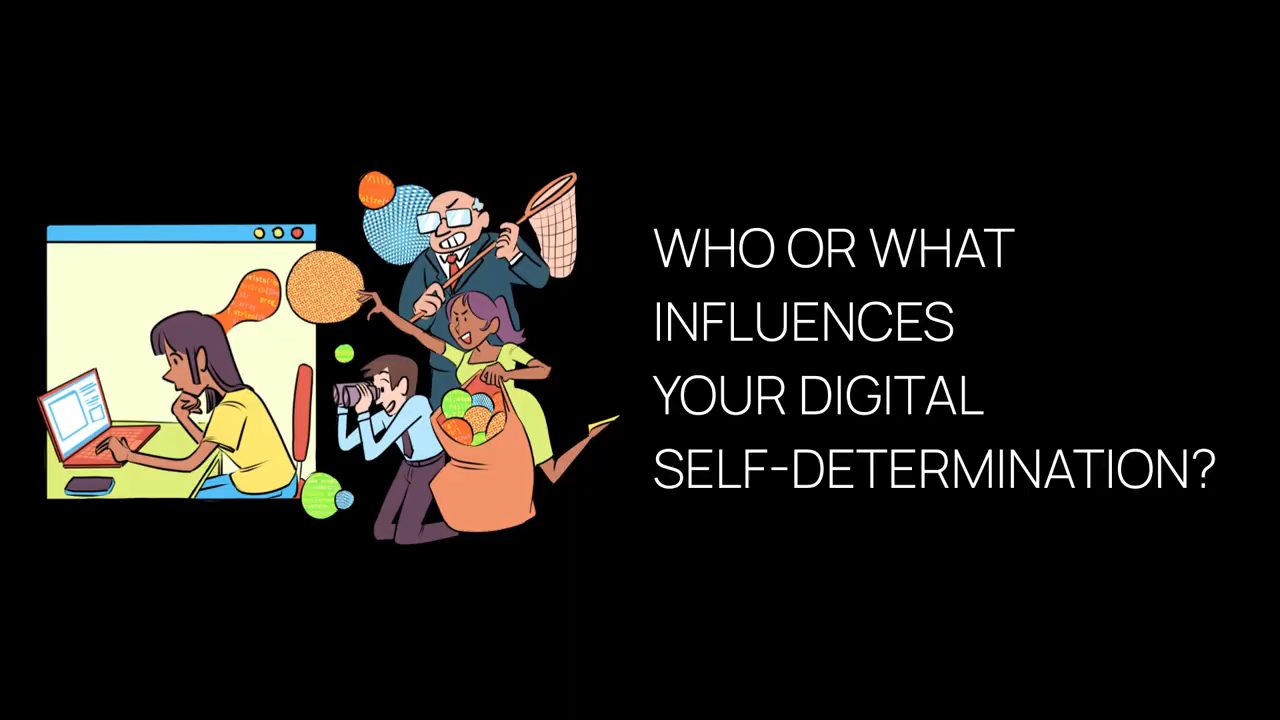 WHO OR WHAT
INFLUENCES
YOUR DIGITAL
SELF-DETERMINATION?